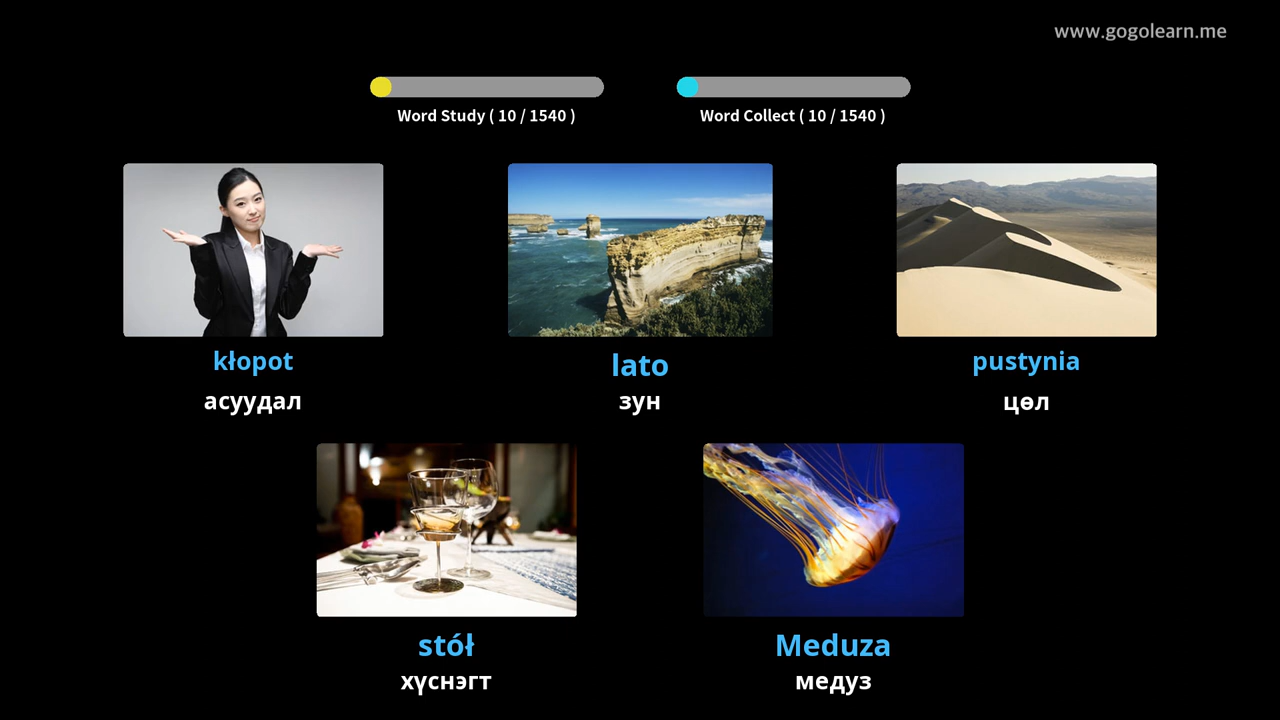 www.gogolearn.me
Word Study ( 10 / 1540 )
Word Collect ( 10 / 1540 )
kłopot
асуудал
lato
зун
pustynia
цөл
stół
хүснэгт
Meduza
медуз